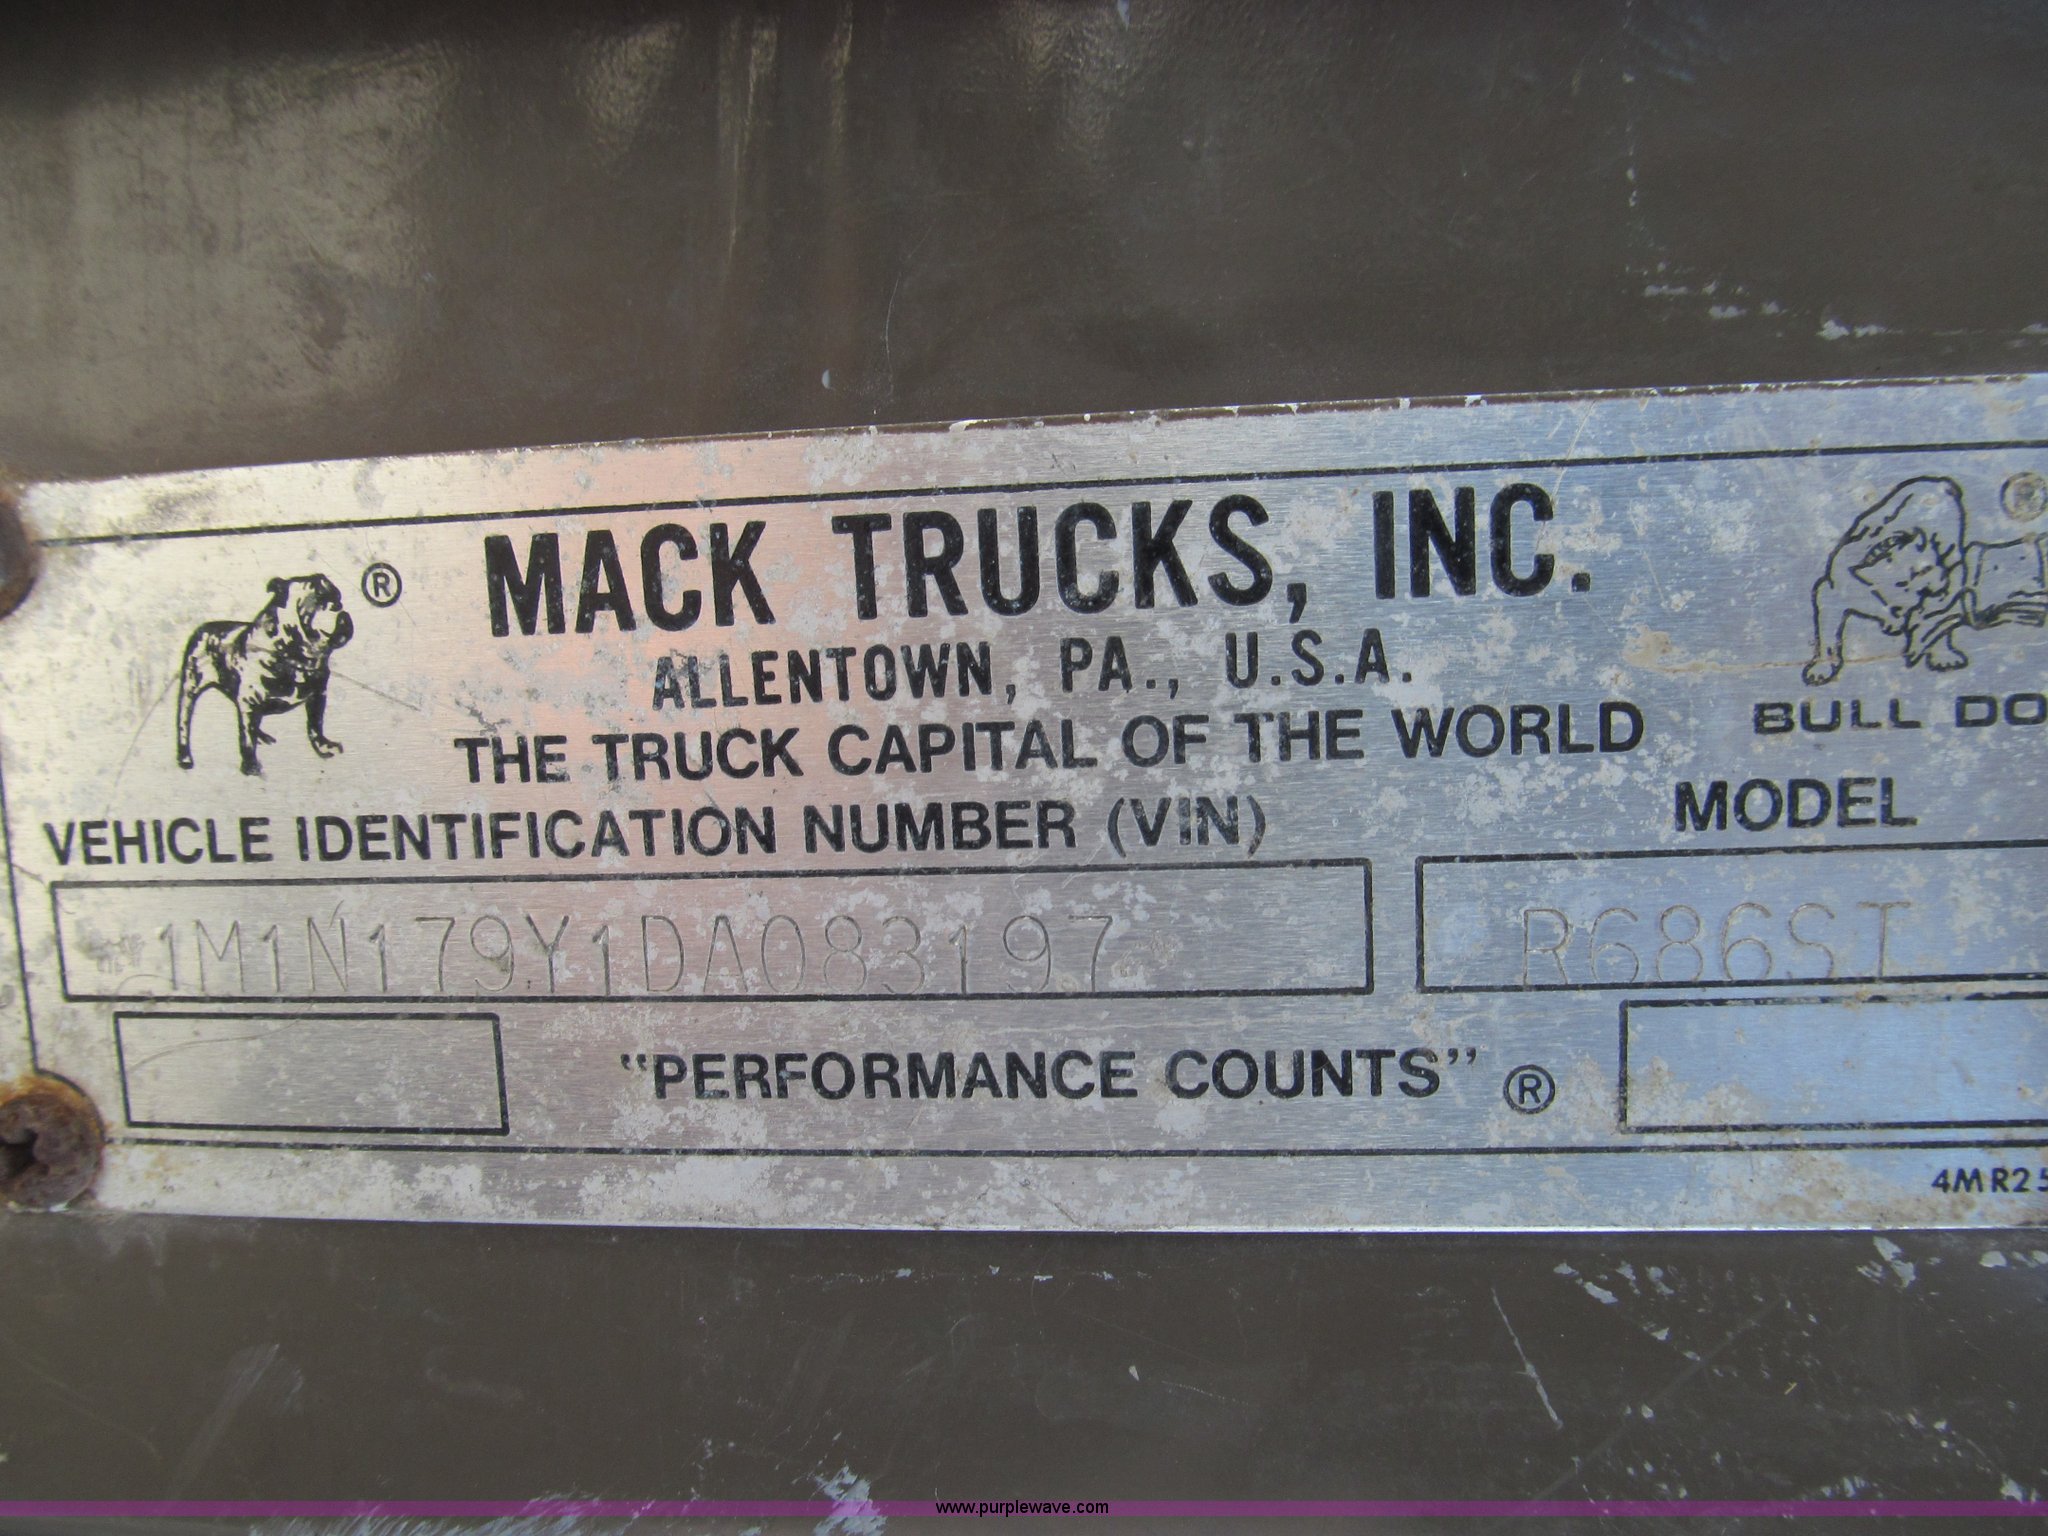 ®
MACK TRUCKS, INC.
®
ALLENTOWN, PA., U.S.A.
THE TRUCK CAPITAL OF THE WORLD
BULL DO
VEHICLE IDENTIFICATION NUMBER (VIN)
MODEL
1M1N179Y1DA083197
R686ST
"PERFORMANCE COUNTS" ®
4MR25
www.purplewave.com